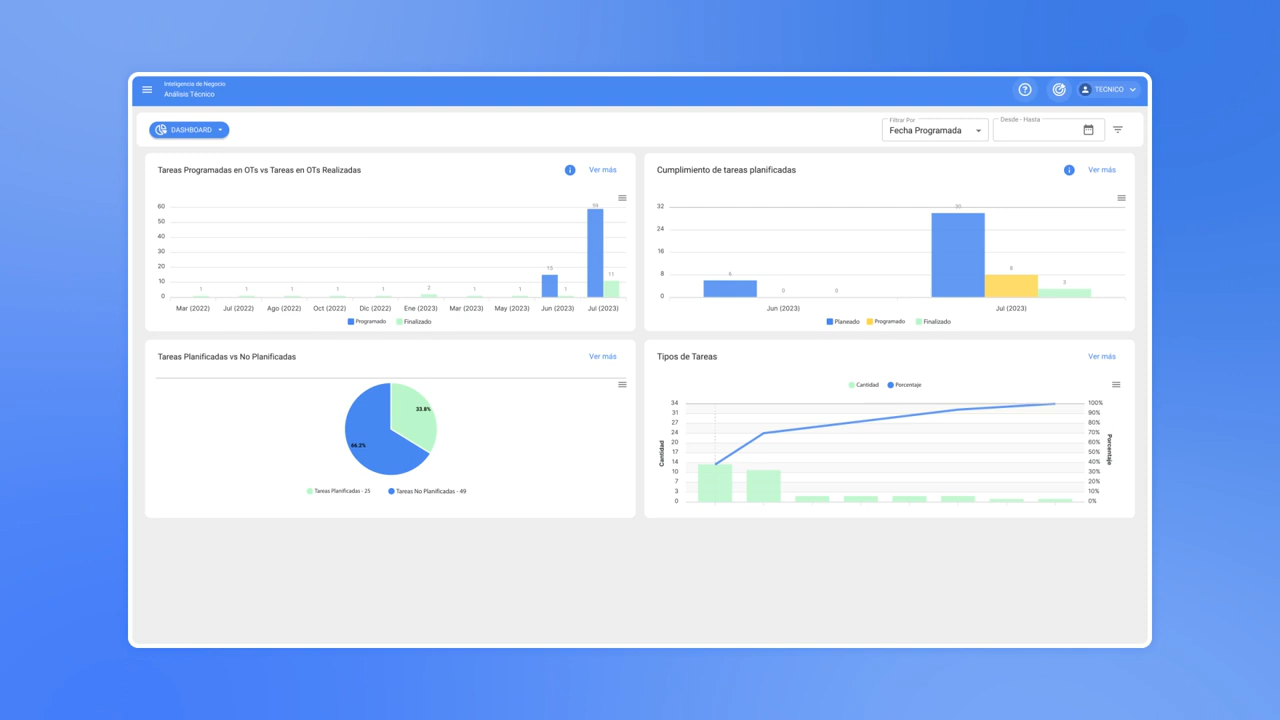 Inteligencia de Negocio
Análisis Técnico
TECNICO
DASHBOARD
Filtrar Por
Fecha Programada
Desde - Hasta
Tareas Programadas en OTs vs Tareas en OTs Realizadas
Ver más
60
50
40
30
20
10
0
1
1
1
1
1
2
1
1
15
1
59
11
Mar (2022)
Jul (2022)
Ago (2022)
Oct (2022)
Dic (2022)
Ene (2023)
Mar (2023)
May (2023)
Jun (2023)
Jul (2023)
Programado
Finalizado
Cumplimiento de tareas planificadas
Ver más
32
24
16
8
0
6
0
0
30
8
3
Jun (2023)
Jul (2023)
Planeado
Programado
Finalizado
Tareas Planificadas vs No Planificadas
Ver más
33.8%
66.2%
Tareas Planificadas - 25
Tareas No Planificadas - 49
Tipos de Tareas
Ver más
Cantidad
Porcentaje
Cantidad
34
31
27
24
20
17
14
10
7
3
0
100%
90%
80%
70%
60%
50%
40%
30%
20%
10%
0%
Porcentaje